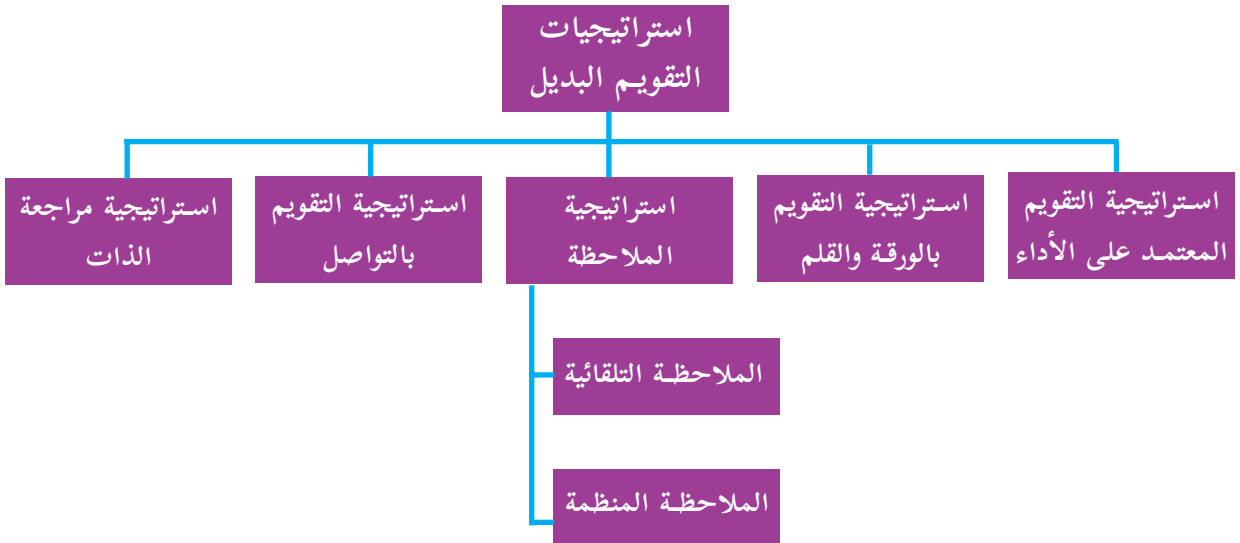 استراتيجيات
التقويم البديل
استراتيجية التقويم
المعتمد على الأداء
استراتيجية التقويم
بالورقة والقلم
استراتيجية
الملاحظة
استراتيجية التقويم
بالتواصل
استراتيجية مراجعة
الذات
الملاحظة التلقائية
الملاحظة المنظمة